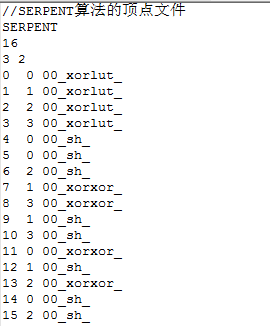 //SERPENT算法的顶点文件
SERPENT
16
3 2
0  0 00_xorlut_
1  1 00_xorlut_
2  2 00_xorlut_
3  3 00_xorlut_
4  0 00_sh_
5  0 00_sh_
6  2 00_sh_
7  1 00_xorxor_
8  3 00_xorxor_
9  1 00_sh_
10 3 00_sh_
11 0 00_xorxor_
12 1 00_sh_
13 2 00_xorxor_
14 0 00_sh_
15 2 00_sh_